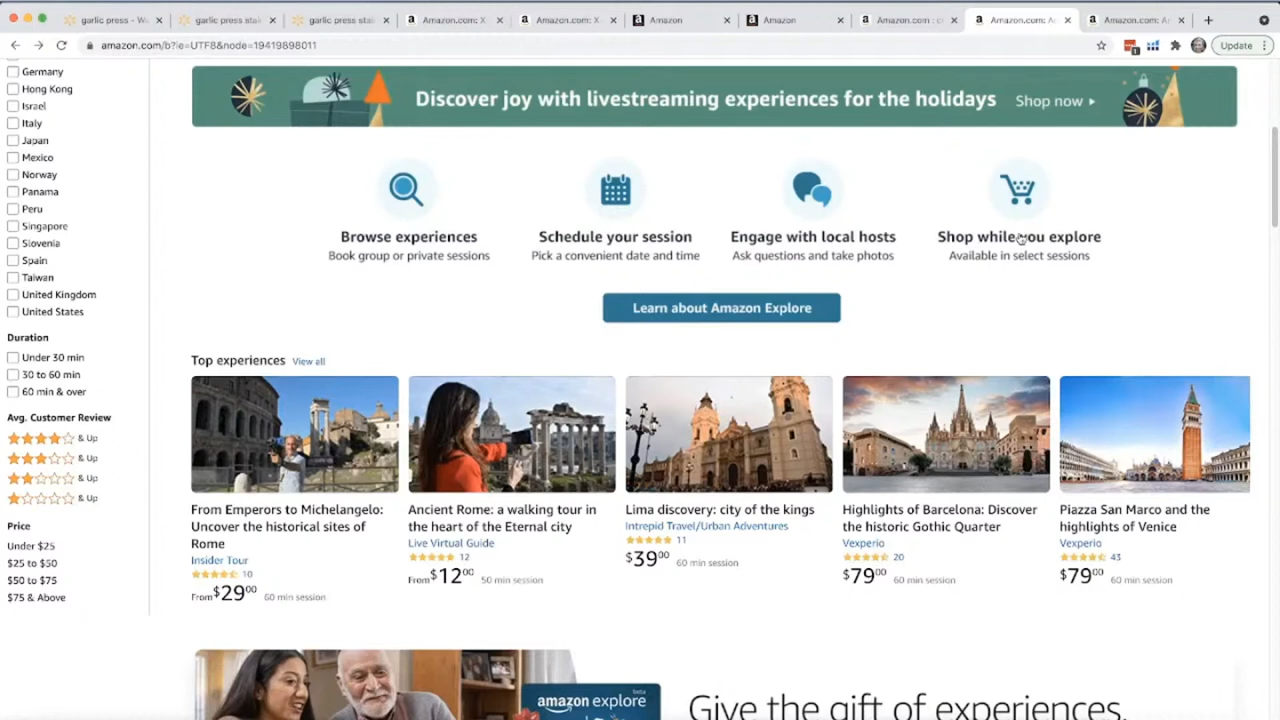 garlic press - Wa
garlic press stai
garlic press stai
Amazon.com: X
Amazon.com: X
Amazon
Amazon
Amazon.com : c
Amazon.com: A
Amazon.com: A
amazon.com/b?ie=UTF8&node=19419898011
Update
Germany
Hong Kong
Israel
Italy
Japan
Mexico
Norway
Panama
Peru
Singapore
Slovenia
Spain
Taiwan
United Kingdom
United States
Duration
Under 30 min
30 to 60 min
60 min & over
Avg. Customer Review
& Up
& Up
& Up
& Up
Price
Under $25
$25 to $50
$50 to $75
$75 & Above
Discover joy with livestreaming experiences for the holidays
Shop now
Browse experiences
Book group or private sessions
Schedule your session
Pick a convenient date and time
Engage with local hosts
Ask questions and take photos
Shop while you explore
Available in select sessions
Learn about Amazon Explore
Top experiences View all
From Emperors to Michelangelo:
Uncover the historical sites of
Rome
Insider Tour
10
From $29 00 60 min session
Ancient Rome: a walking tour in
the heart of the Eternal city
Live Virtual Guide
12
From $12 00 50 min session
Lima discovery: city of the kings
Intrepid Travel/Urban Adventures
11
$39 00 60 min session
Highlights of Barcelona: Discover
the historic Gothic Quarter
Vexperio
20
$79 00 60 min session
Piazza San Marco and the
highlights of Venice
Vexperio
43
$79 00 60 min session
amazon explore beta
Give the gift of experiences.